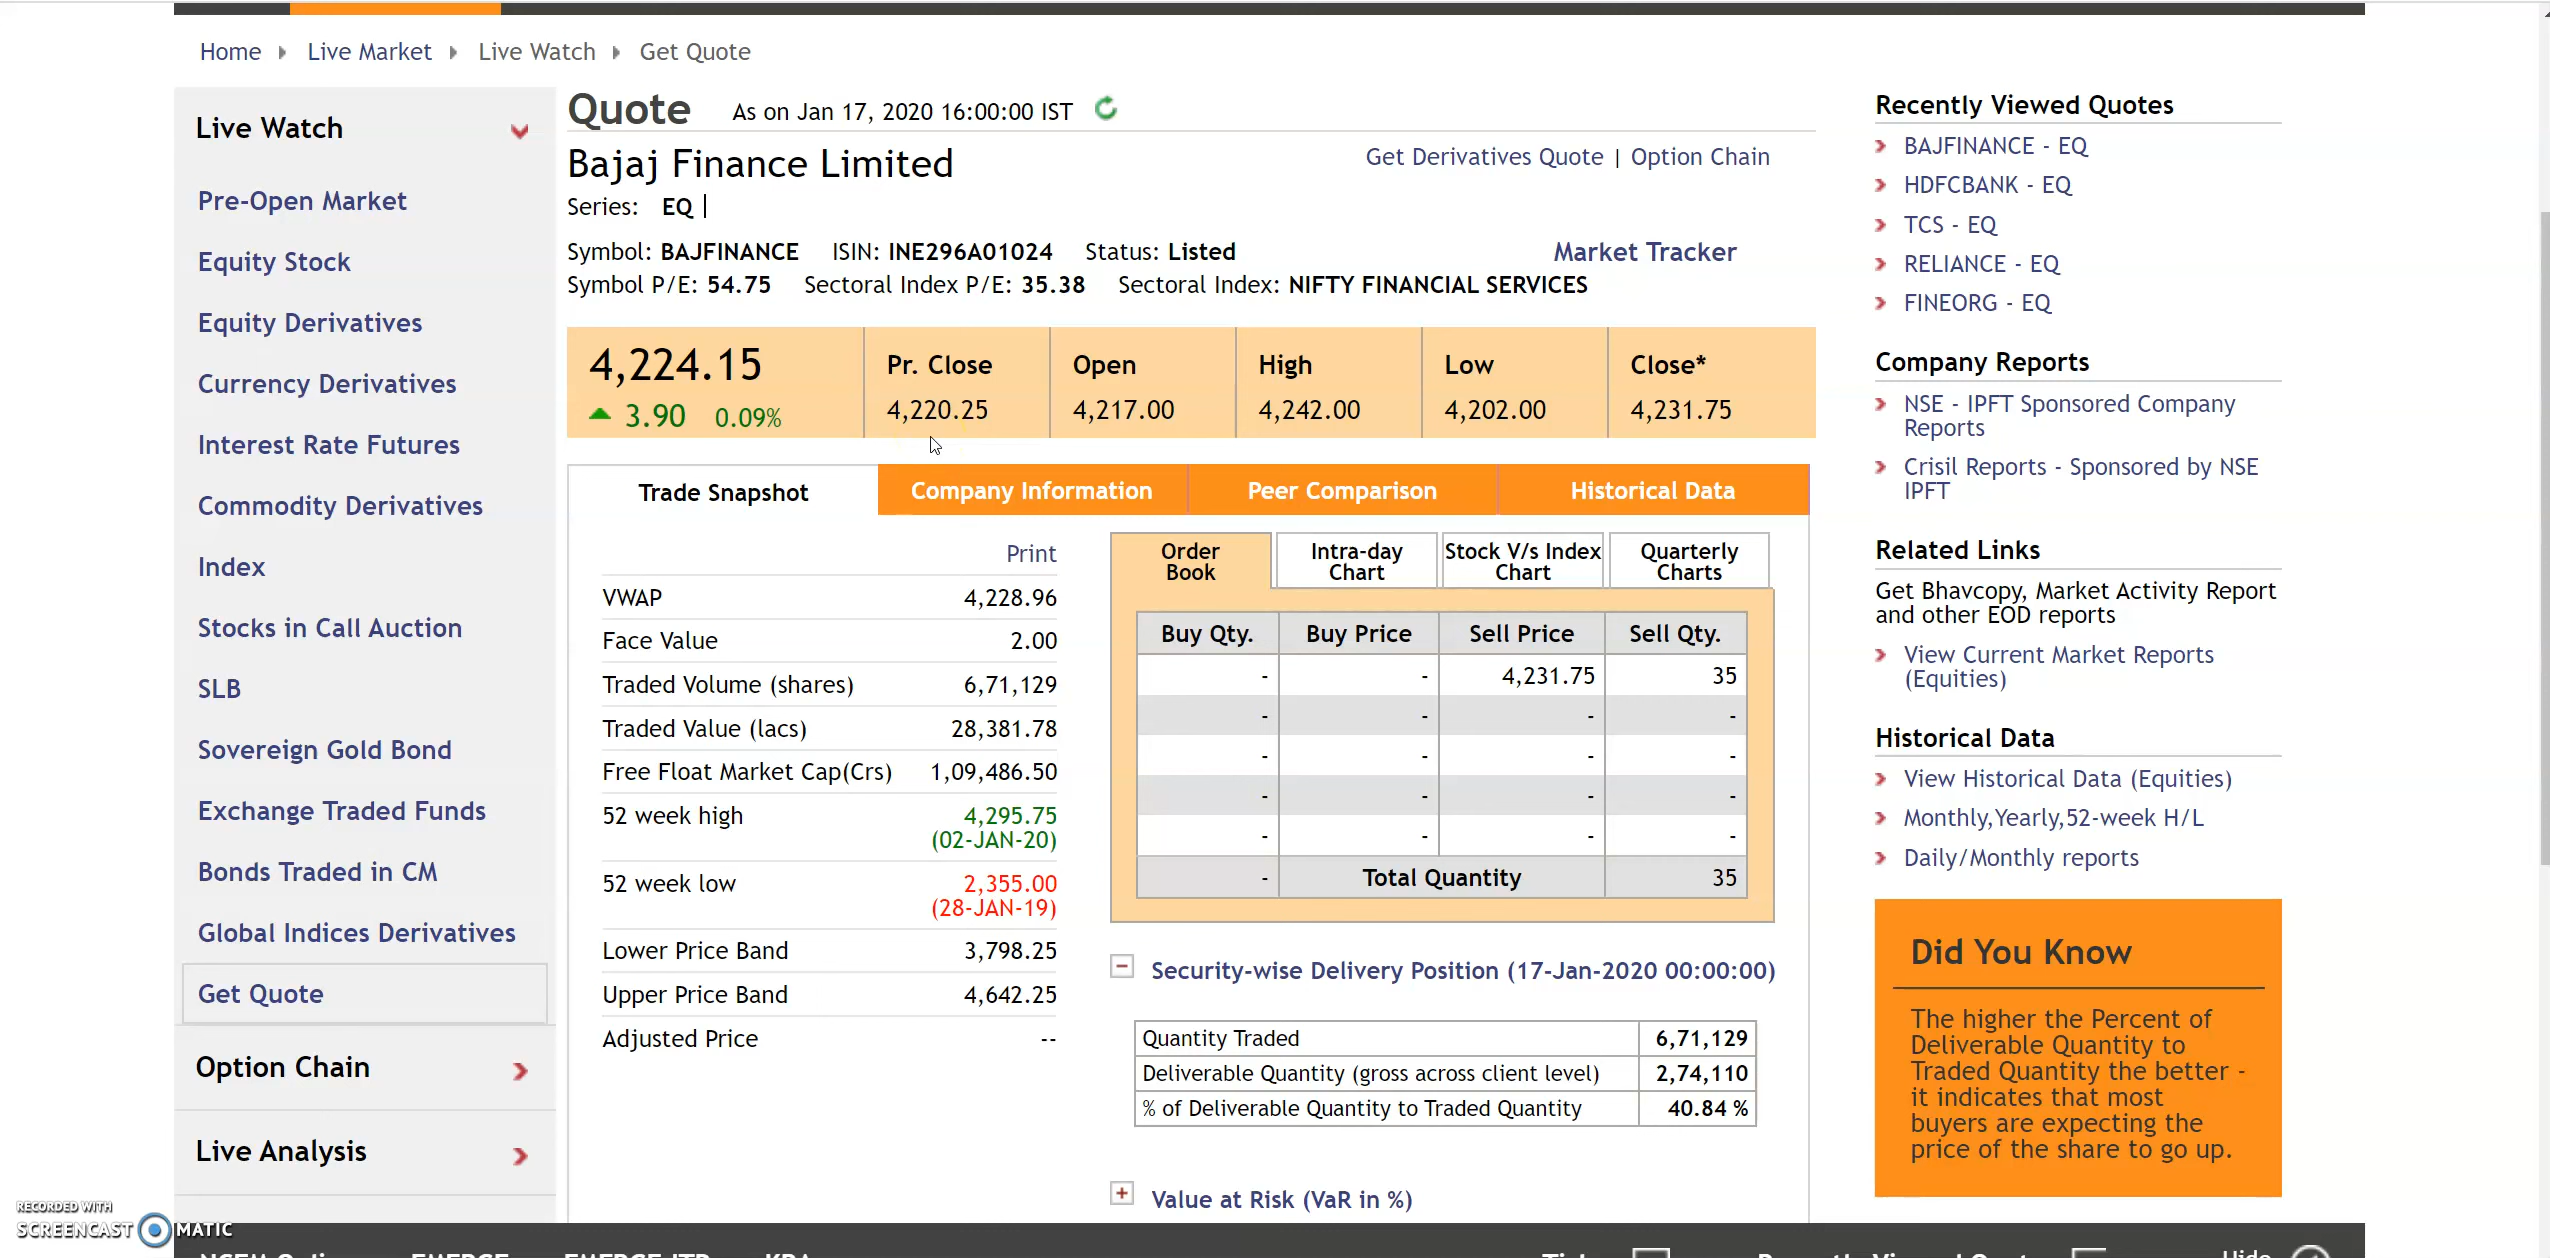 Home Live Market Live Watch Get Quote
Live Watch
Pre-Open Market
Equity Stock
Equity Derivatives
Currency Derivatives
Interest Rate Futures
Commodity Derivatives
Index
Stocks in Call Auction
SLB
Sovereign Gold Bond
Exchange Traded Funds
Bonds Traded in CM
Global Indices Derivatives
Get Quote
Option Chain
Live Analysis
Quote As on Jan 17, 2020 16:00:00 IST
Bajaj Finance Limited
Get Derivatives Quote | Option Chain
Series: EQ |
Symbol: BAJFINANCE ISIN: INE296A01024 Status: Listed
Market Tracker
Symbol P/E: 54.75 Sectoral Index P/E: 35.38 Sectoral Index: NIFTY FINANCIAL SERVICES
4,224.15 Pr. Close Open High Low Close*
3.90 0.09% 4,220.25 4,217.00 4,242.00 4,202.00 4,231.75
Trade Snapshot Company Information Peer Comparison Historical Data
Print
VWAP 4,228.96
Face Value 2.00
Traded Volume (shares) 6,71,129
Traded Value (lacs) 28,381.78
Free Float Market Cap(Crs) 1,09,486.50
52 week high 4,295.75
(02-JAN-20)
52 week low 2,355.00
(28-JAN-19)
Lower Price Band 3,798.25
Upper Price Band 4,642.25
Adjusted Price --
Order Book
Intra-day Chart
Stock V/s Index Chart
Quarterly Charts
Buy Qty. Buy Price Sell Price Sell Qty.
- - 4,231.75 35
- - - -
- - - -
- - - -
- - - -
- Total Quantity 35
Security-wise Delivery Position (17-Jan-2020 00:00:00)
Quantity Traded 6,71,129
Deliverable Quantity (gross across client level) 2,74,110
% of Deliverable Quantity to Traded Quantity 40.84 %
Value at Risk (VaR in %)
Recently Viewed Quotes
BAJFINANCE - EQ
HDFCBANK - EQ
TCS - EQ
RELIANCE - EQ
FINEORG - EQ
Company Reports
NSE - IPFT Sponsored Company
Reports
Crisil Reports - Sponsored by NSE
IPFT
Related Links
Get Bhavcopy, Market Activity Report
and other EOD reports
View Current Market Reports
(Equities)
Historical Data
View Historical Data (Equities)
Monthly,Yearly,52-week H/L
Daily/Monthly reports
Did You Know
The higher the Percent of
Deliverable Quantity to
Traded Quantity the better -
it indicates that most
buyers are expecting the
price of the share to go up.
RECORDED WITH
SCREENCAST MATIC
EMERGE
Hide